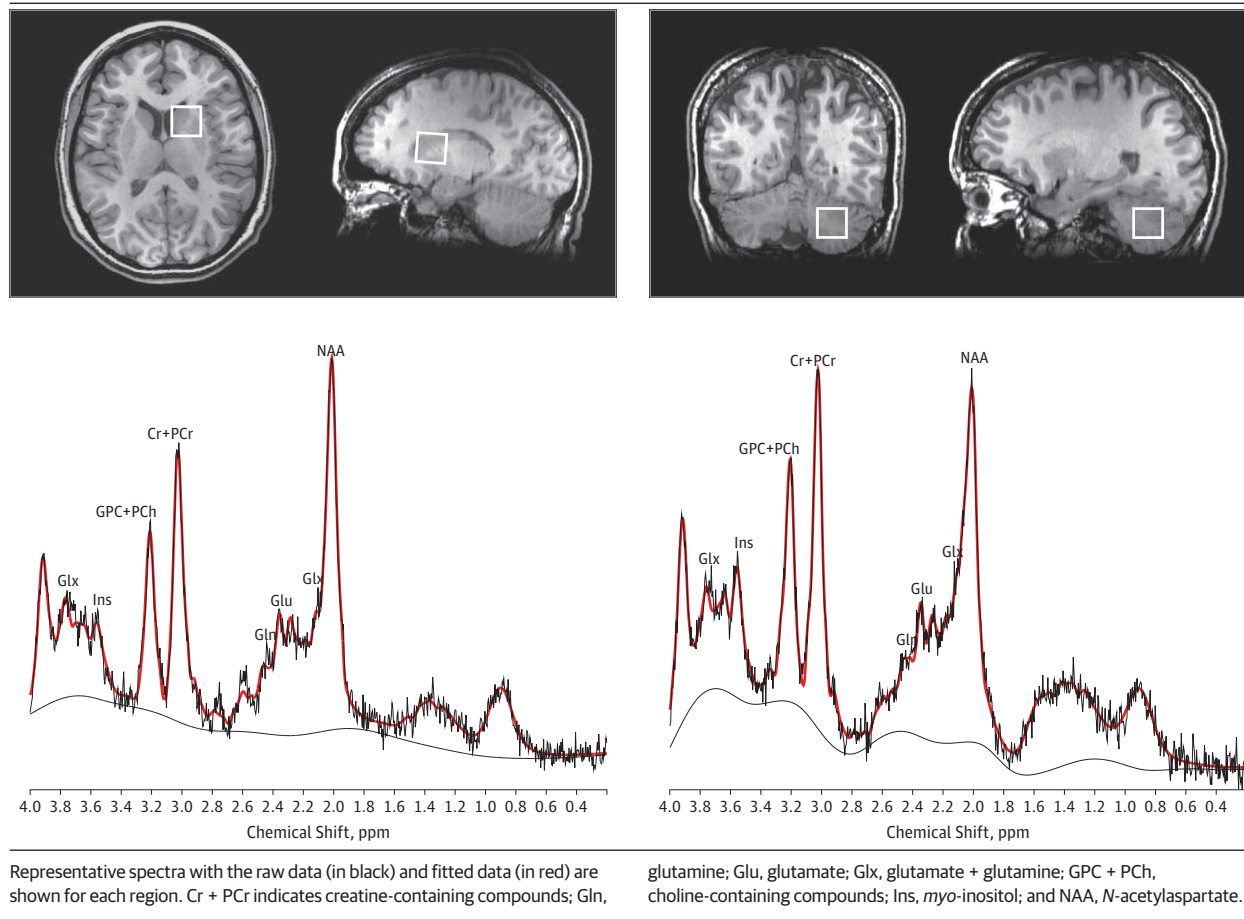 NAA
Cr+PCr
GPC+PCh
Glx
Ins
Glx
Glu
Gln
4.0 3.8 3.6 3.4 3.2 3.0 2.8 2.6 2.4 2.2 2.0 1.8 1.6 1.4 1.2 1.0 0.8 0.6 0.4
Chemical Shift, ppm
Cr+PCr
NAA
GPC+PCh
Glx
Ins
Glx
Glu
Gln
4.0 3.8 3.6 3.4 3.2 3.0 2.8 2.6 2.4 2.2 2.0 1.8 1.6 1.4 1.2 1.0 0.8 0.6 0.4
Chemical Shift, ppm
Representative spectra with the raw data (in black) and fitted data (in red) are
shown for each region. Cr + PCr indicates creatine-containing compounds; Gln,
glutamine; Glu, glutamate; Glx, glutamate + glutamine; GPC + PCh,
choline-containing compounds; Ins, myo-inositol; and NAA, N-acetylaspartate.